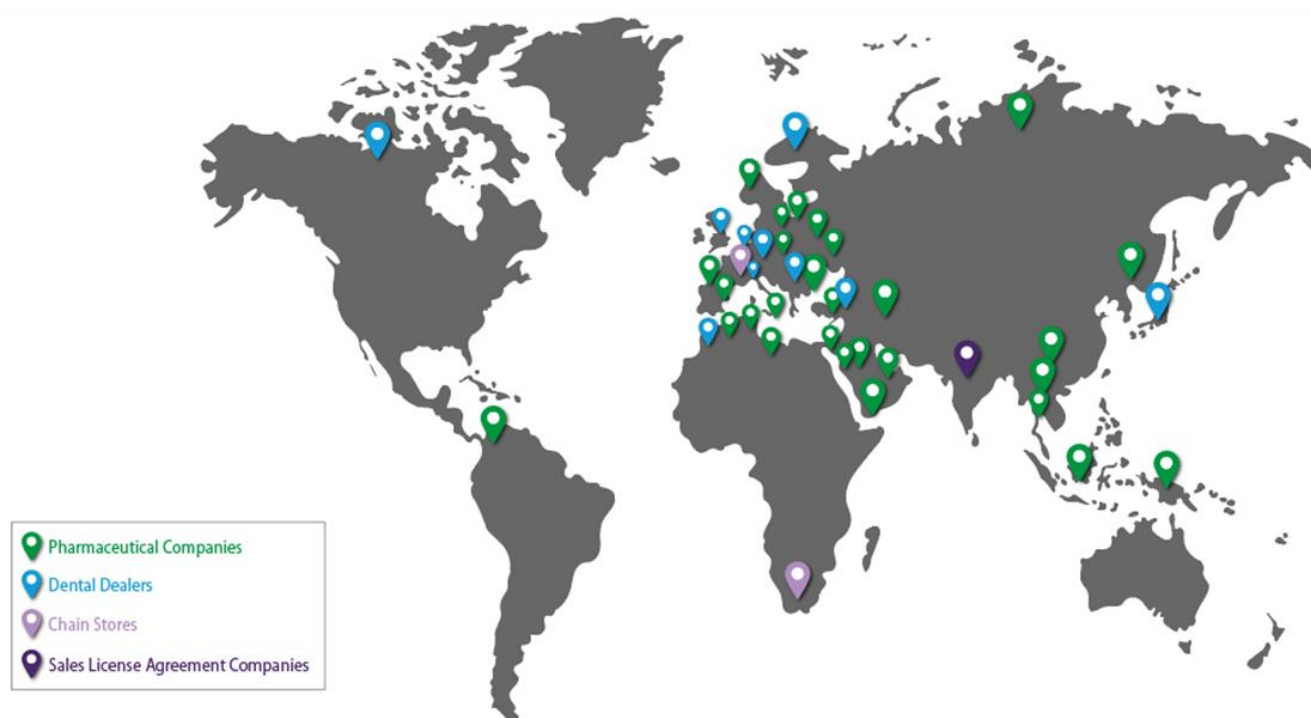 Pharmaceutical Companies
Dental Dealers
Chain Stores
Sales License Agreement Companies